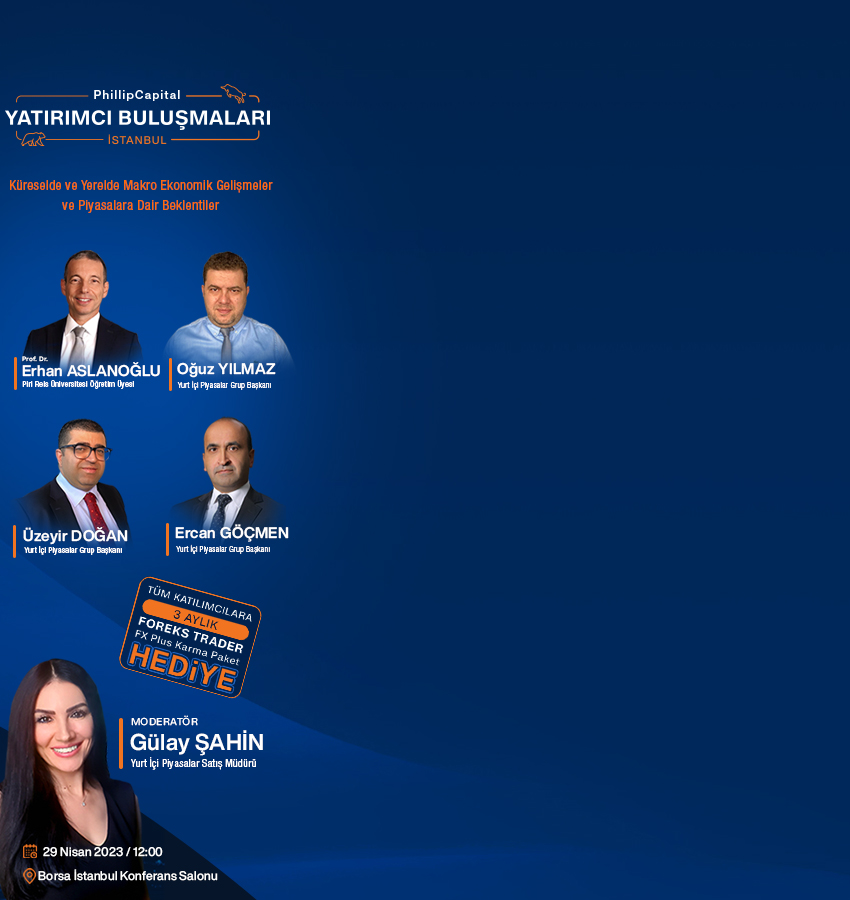 PhillipCapital
YATIRIMCI BULUŞMALARI
İSTANBUL
Küreselde ve Yerelde Makro Ekonomik Gelişmeler
ve Piyasalara Dair Beklentiler
Prof. Dr.
Erhan ASLANOĞLU
Piri Reis Üniversitesi Öğretim Üyesi
Oğuz YILMAZ
Yurt İçi Piyasalar Grup Başkanı
Üzeyir DOĞAN
Yurt İçi Piyasalar Grup Başkanı
Ercan GÖÇMEN
Yurt İçi Piyasalar Grup Başkanı
TÜM KATILIMCILARA
3 AYLIK
FOREKS TRADER
FX Plus Karma Paket
HEDiYE
MODERATÖR
Gülay ŞAHİN
Yurt İçi Piyasalar Satış Müdürü
29 Nisan 2023 / 12:00
Borsa İstanbul Konferans Salonu